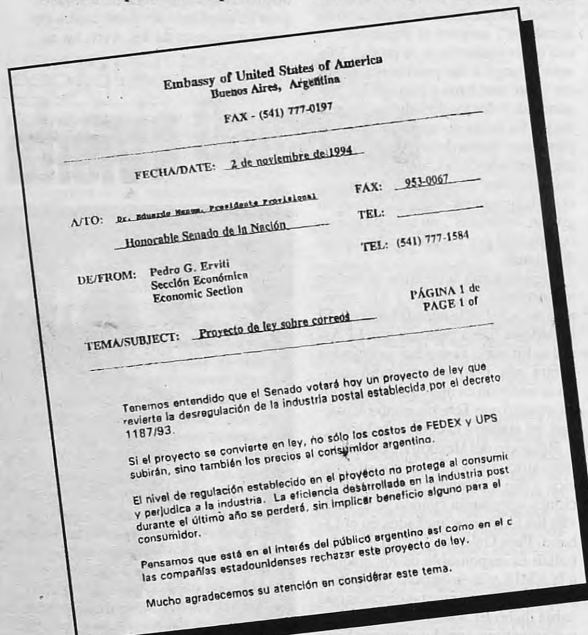 Embassy of United States of America
Buenos Aires, Argentina
FAX - (541) 777-0197
FECHA/DATE: 2 de noviembre de 1994
A/TO: Dr. Eduardo Menem, Presidente Provisional
FAX: 953-0067
Honorable Senado de la Nación
TEL:
DE/FROM: Pedro G. Erviti
TEL: (541) 777-1584
Sección Económica
Economic Section
PÁGINA 1 de
PAGE 1 of
TEMA/SUBJECT: Proyecto de ley sobre correos
Tenemos entendido que el Senado votará hoy un proyecto de ley que
revierte la desregulación de la industria postal establecida por el decreto
1187/93.
Si el proyecto se convierte en ley, no sólo los costos de FEDEX y UPS
subirán, sino también los precios al consumidor argentino.
El nivel de regulación establecido en el proyecto no protege al consumi
y perjudica a la industria. La eficiencia desarrollada en la industria post
durante el último año se perderá, sin implicar beneficio alguno para el
consumidor.
Pensamos que está en el interés del público argentino así como en el d
las compañías estadounidenses rechazar este proyecto de ley.
Mucho agradecemos su atención en considerar este tema.